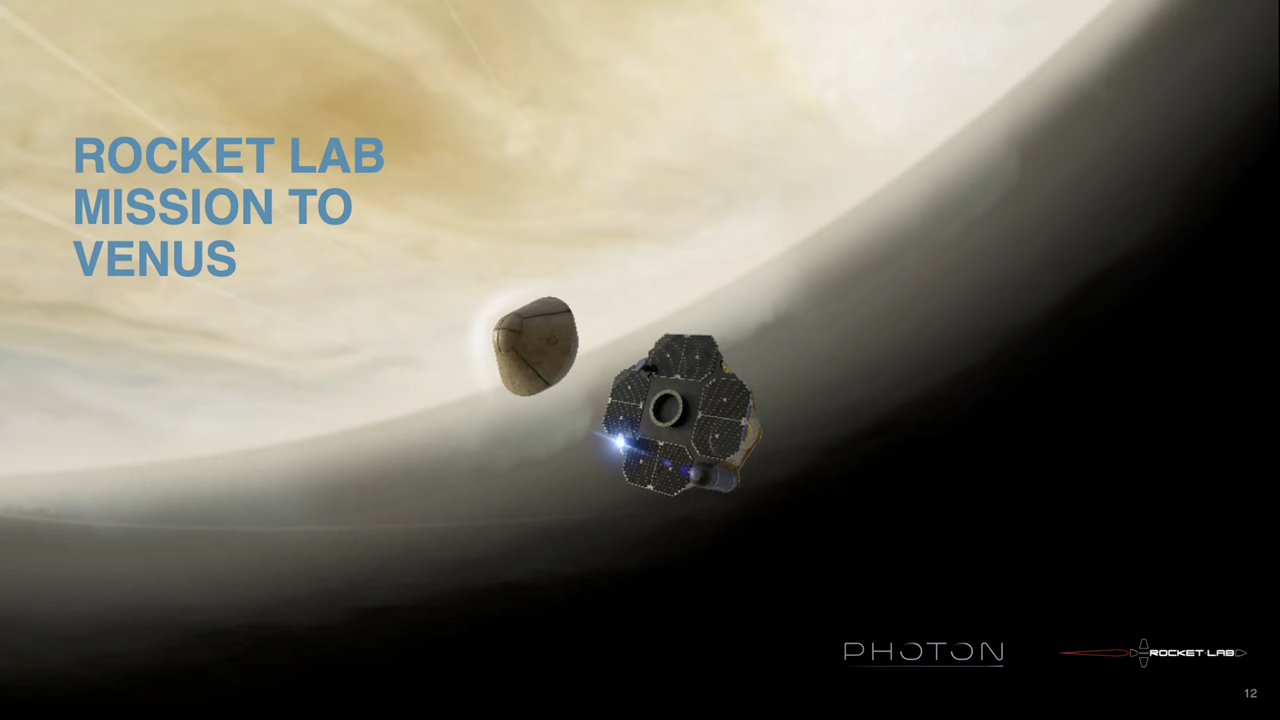 ROCKET LAB
MISSION TO
VENUS
PHOTON
ROCKET LAB
12